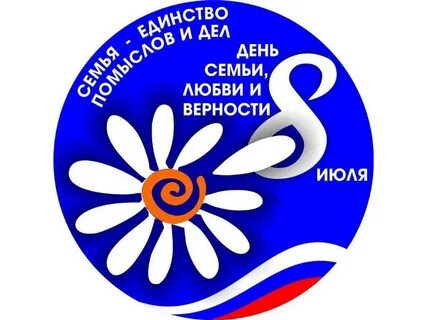 СЕМЬЯ - ЕДИНСТВО
ПОМЫСЛОВ И ДЕЛ
ДЕНЬ
СЕМЬИ,
ЛЮБВИ И
ВЕРНОСТИ
8
ИЮЛЯ